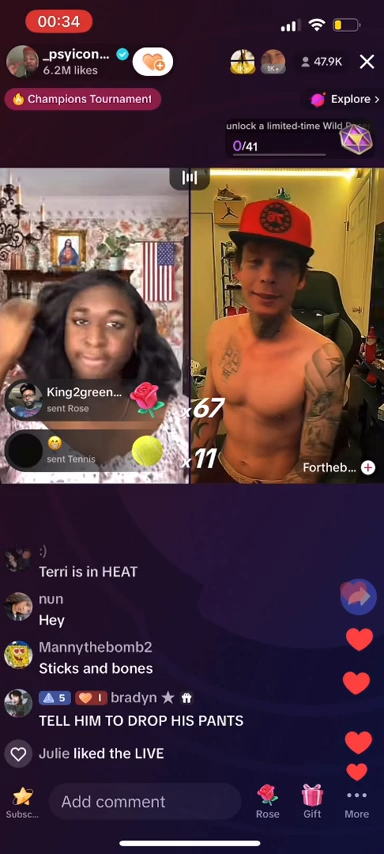 00:34
_psyicon...
6.2M likes
1K+
47.9K
Champions Tournament
Explore >
unlock a limited-time Wild
0/41
King2green...
sent Rose
x67
sent Tennis
x11
Fortheb...
:)
Terri is in HEAT
nun
Hey
Mannythebomb2
Sticks and bones
5 1 bradyn
TELL HIM TO DROP HIS PANTS
Julie liked the LIVE
Subsc...
Add comment
Rose
Gift
More